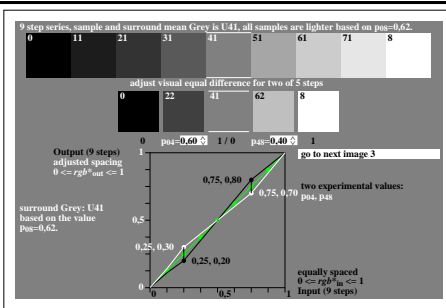 9 step series, sample and surround mean Grey is U41, all samples are lighter based on p08=0,62.
0 11 21 31 41 51 61 71 8
adjust visual equal difference for two of 5 steps
0 22 41 62 8
0 p04=0,60 1 / 0 p48=0,40 1
Output (9 steps)
adjusted spacing
0 <= rgb*out <= 1
go to next image 3
two experimental values:
p04, p48
surround Grey: U41
based on the value
p08=0,62.
1
0,75, 0,80
0,75, 0,70
0,5
0,25, 0,30
0,25, 0,20
0
0 0,5 1
equally spaced
0 <= rgb*in <= 1
Input (9 steps)